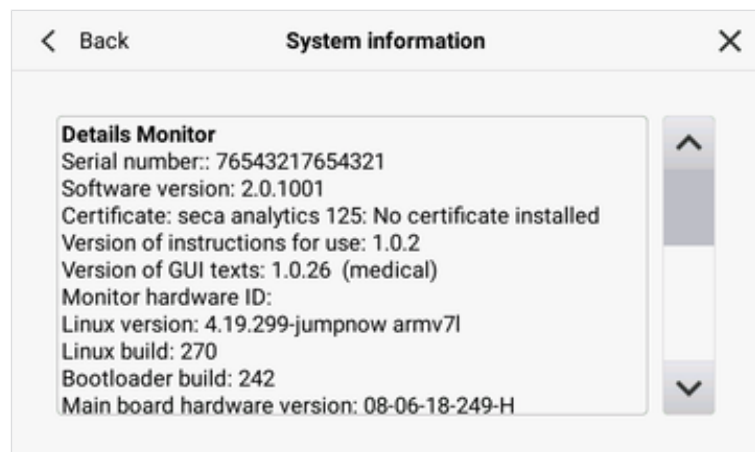 Back
System information
Details Monitor
Serial number:: 76543217654321
Software version: 2.0.1001
Certificate: seca analytics 125: No certificate installed
Version of instructions for use: 1.0.2
Version of GUI texts: 1.0.26  (medical)
Monitor hardware ID:
Linux version: 4.19.299-jumpnow armv7l
Linux build: 270
Bootloader build: 242
Main board hardware version: 08-06-18-249-H